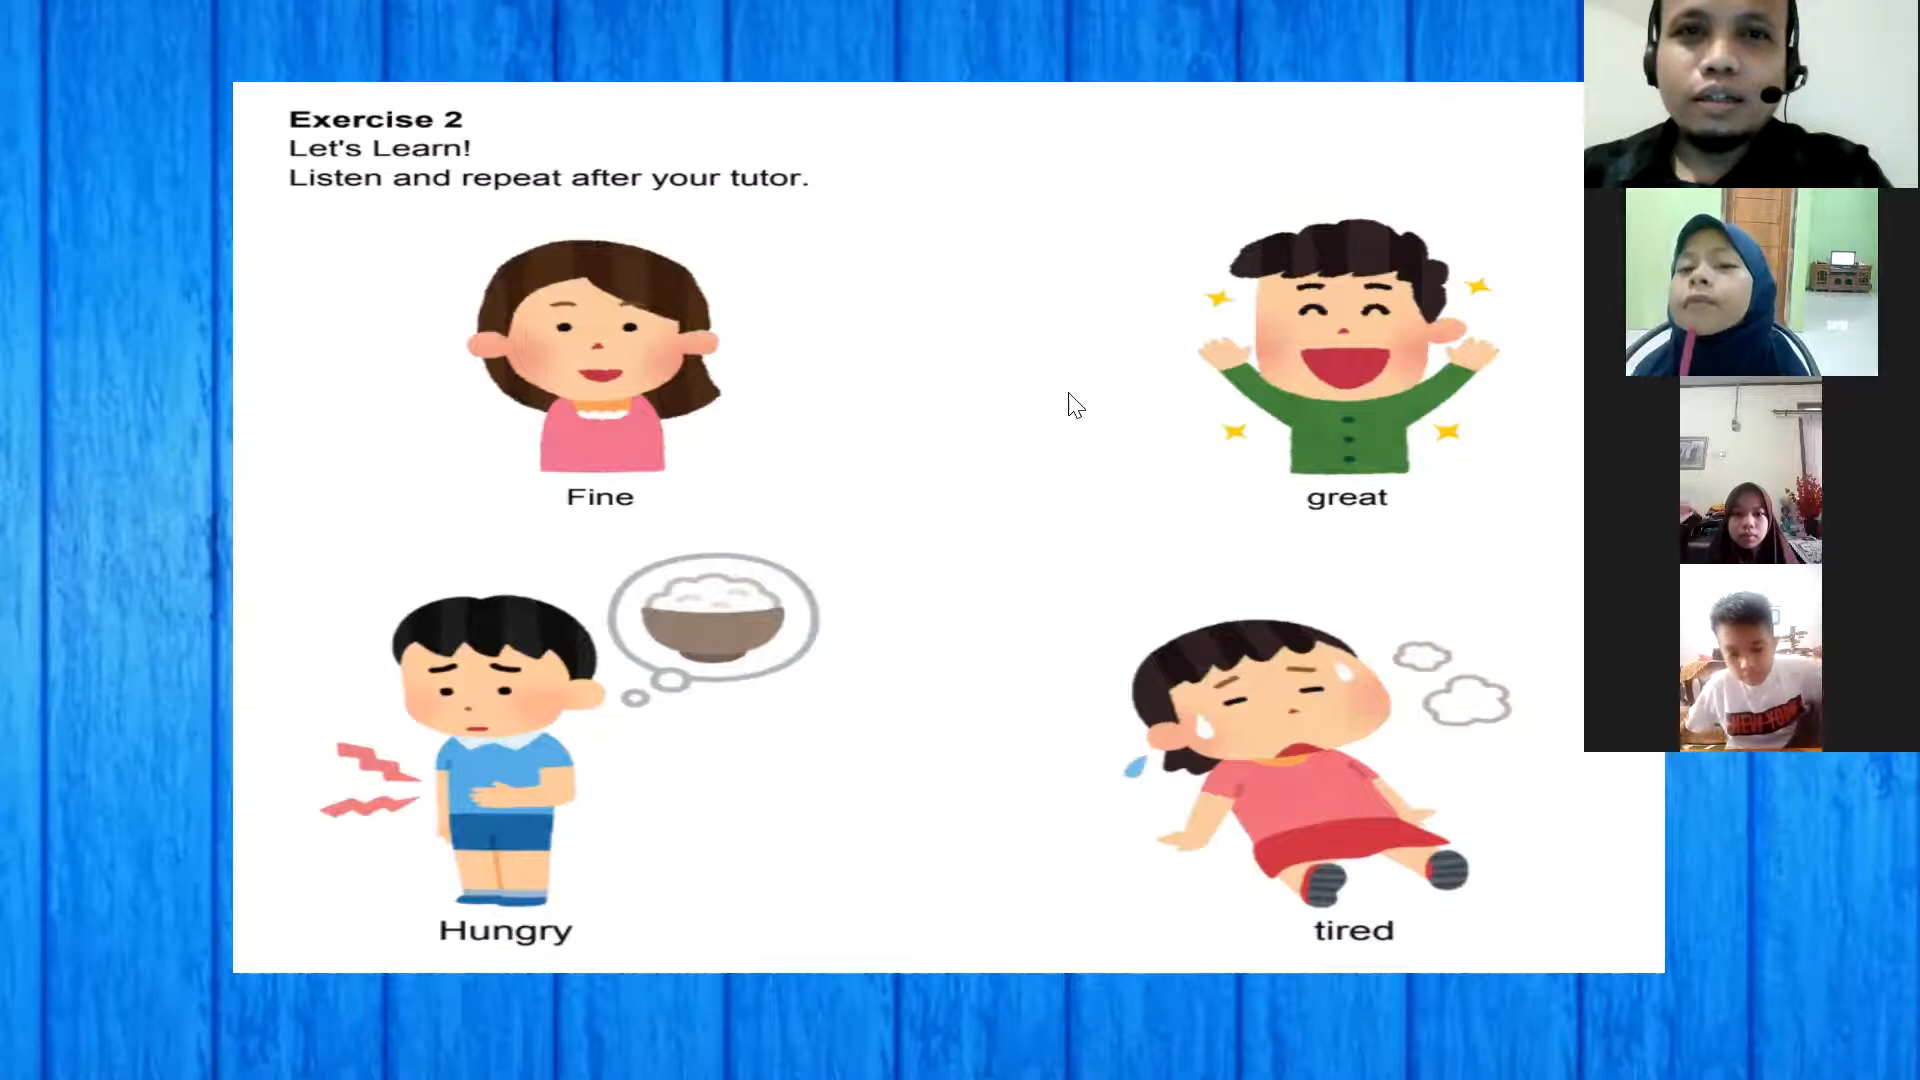 Exercise 2
Let's Learn!
Listen and repeat after your tutor.
Fine
great
Hungry
tired